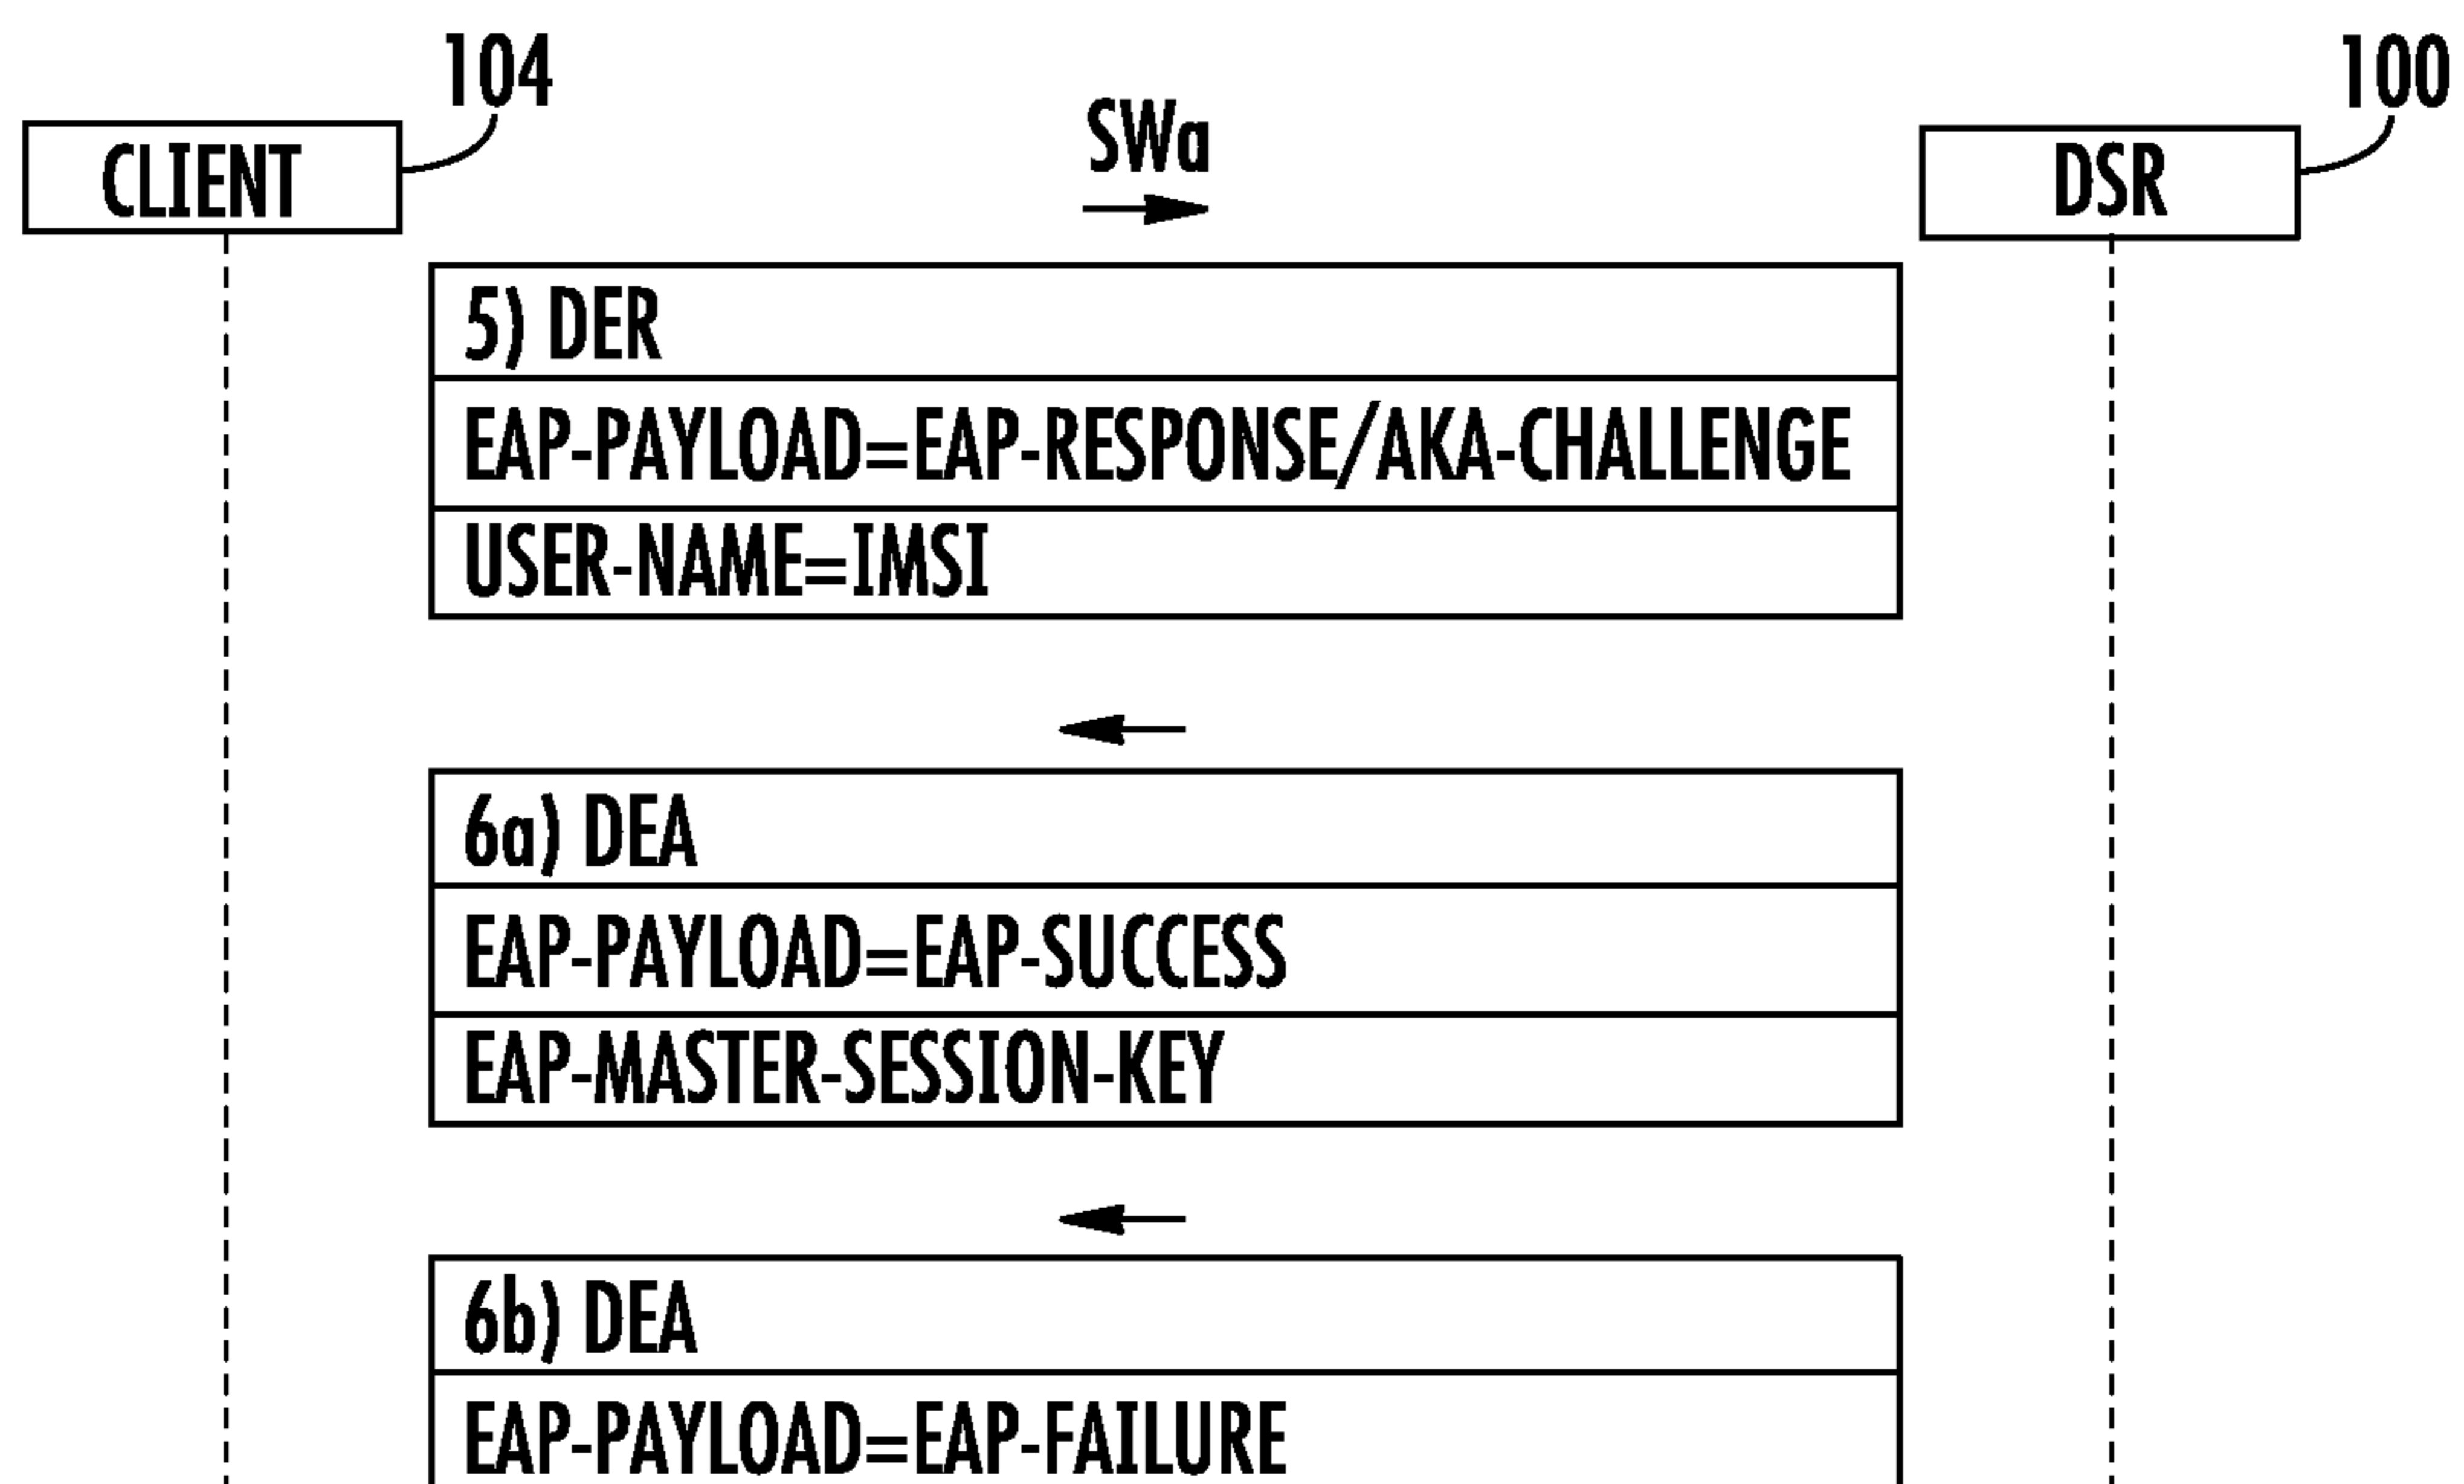 104
100
SWa
CLIENT
DSR
5) DER
EAP-PAYLOAD=EAP-RESPONSE/AKA-CHALLENGE
USER-NAME=IMSI
6a) DEA
EAP-PAYLOAD=EAP-SUCCESS
EAP-MASTER-SESSION-KEY
6b) DEA
EAP-PAYLOAD=EAP-FAILURE